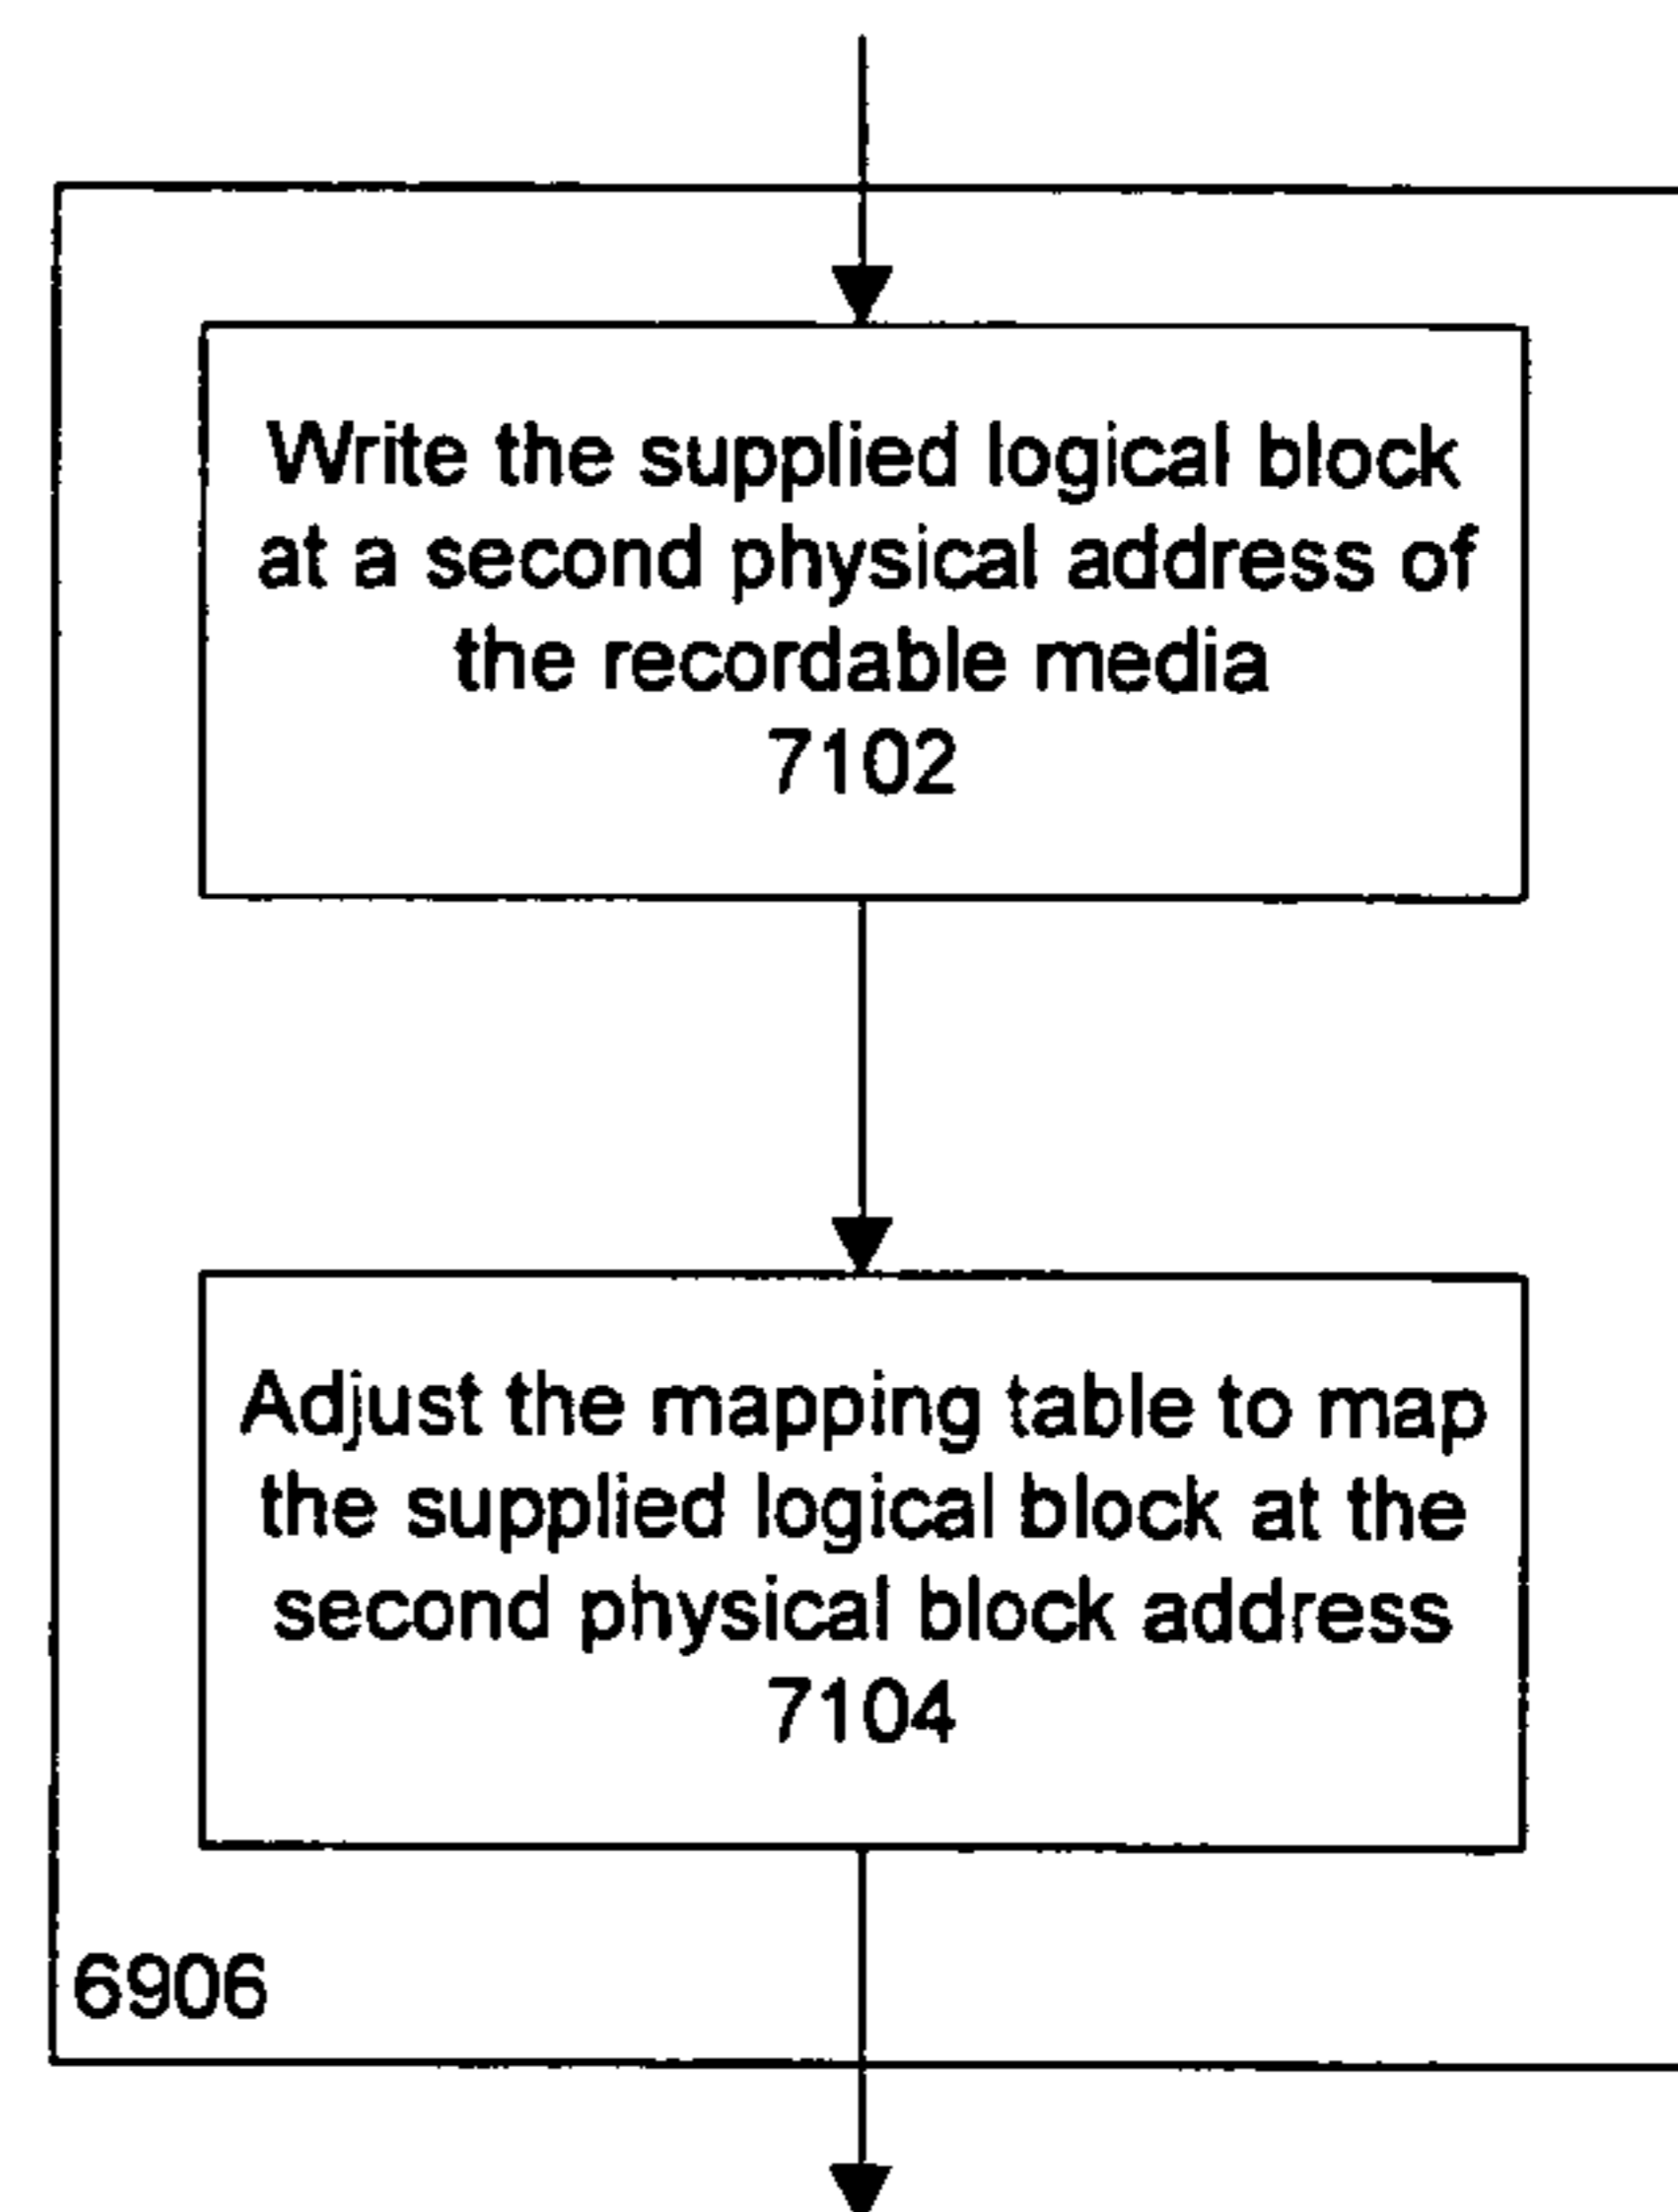 Write the supplied logical block
at a second physical address of
the recordable media
7102
Adjust the mapping table to map
the supplied logical block at the
second physical block address
7104
6906